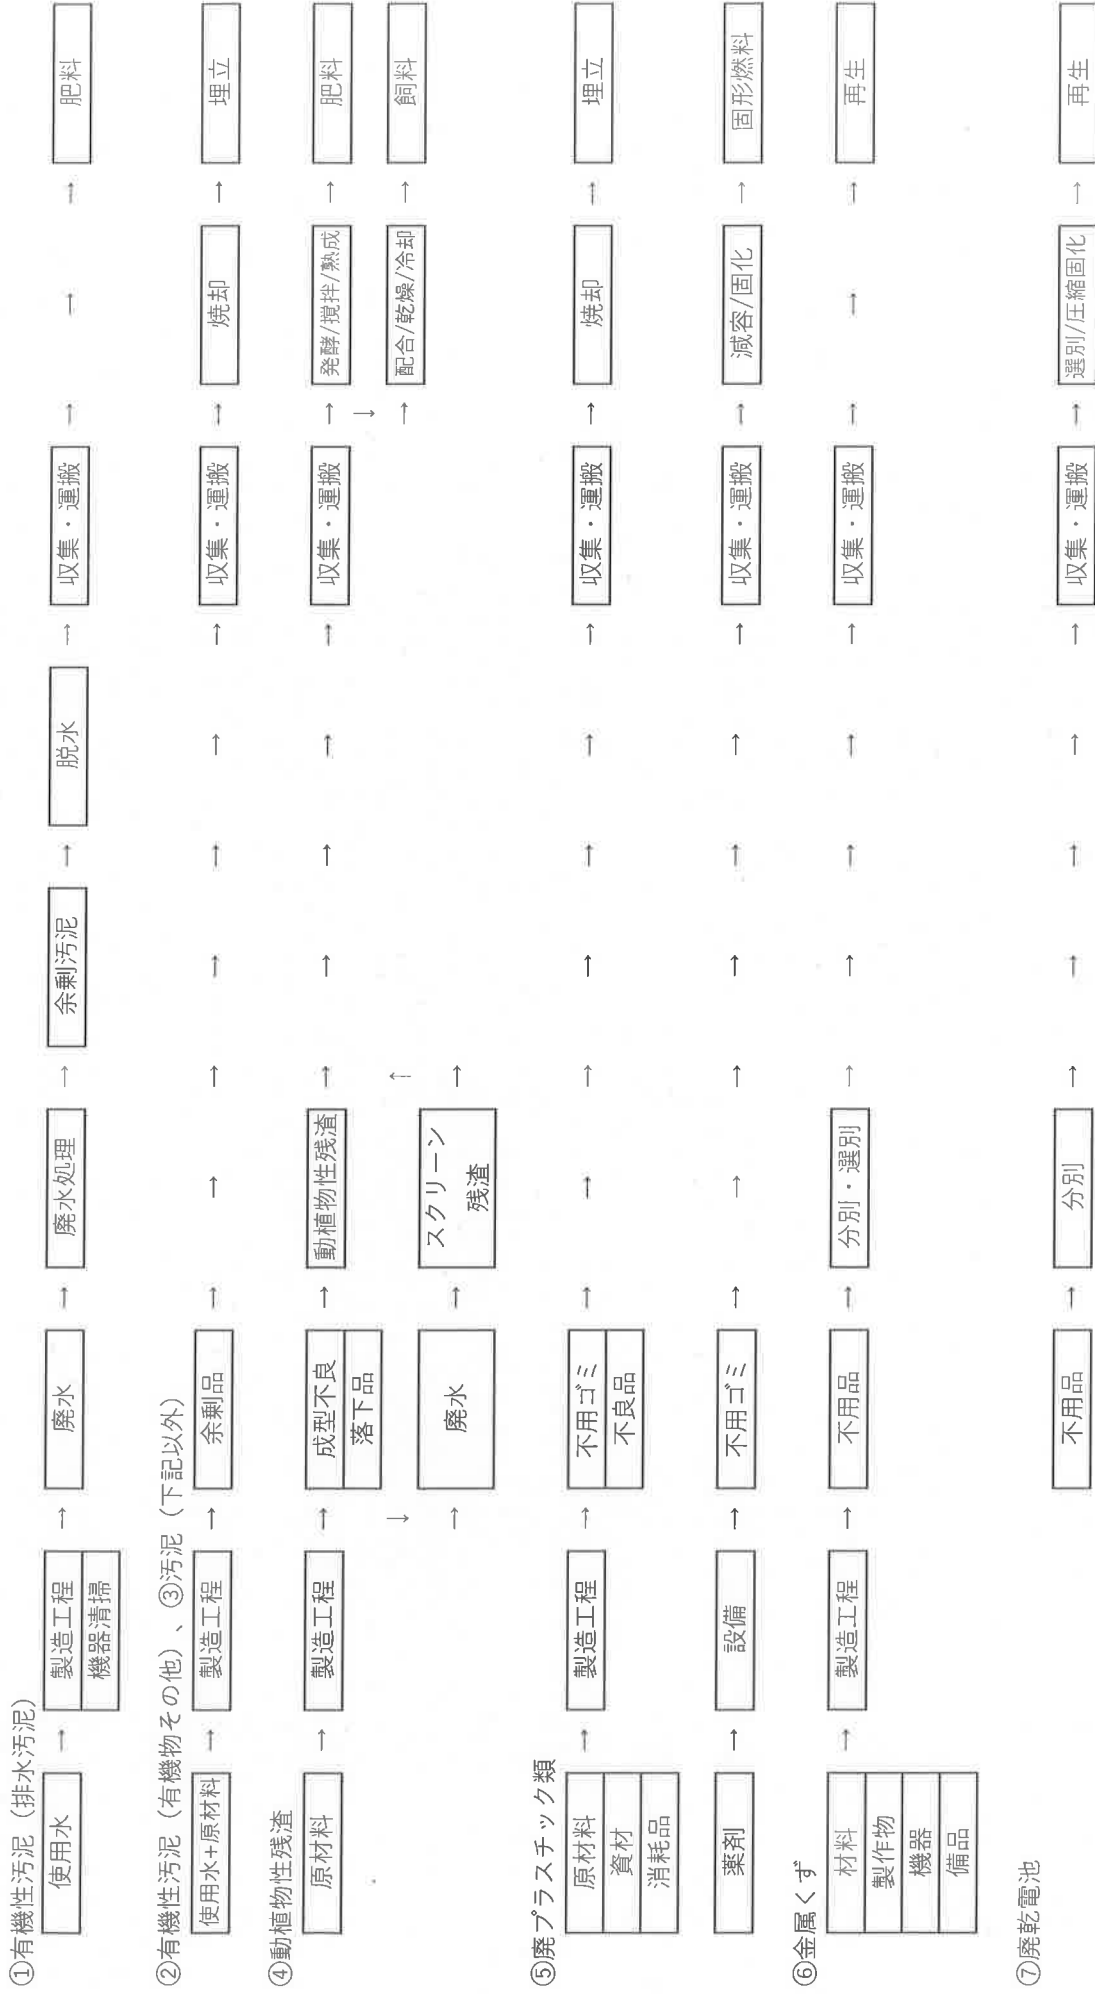 ①有機性汚泥（排水汚泥）
使用水 → 製造工程 → 廃水 → 廃水処理 → 余剰汚泥 → 脱水 → 収集・運搬 → → → 肥料
機器清掃
②有機性汚泥（有機物その他）、③汚泥（下記以外）
使用水+原材料 → 製造工程 → 余剰品 → → → → → → 収集・運搬 → 焼却 → 埋立
④動植物性残渣
原材料 → 製造工程 → 成型不良 → 動植物性残渣 → → → → → 収集・運搬 → 発酵/攪拌/熟成 → 肥料
落下品
↓ ↑ ↓
→ 廃水 → スクリーン → → 配合/乾燥/冷却 → 飼料
残渣
⑤廃プラスチック類
原材料 → 製造工程 → 不用ゴミ → → → → → → 収集・運搬 → 焼却 → 埋立
資材 不良品
消耗品
薬剤 → 設備 → 不用ゴミ → → → → → → 収集・運搬 → 減容/固化 → 固形燃料
⑥金属くず
材料 → 製造工程 → 不用品 → 分別・選別 → → → → → 収集・運搬 → → → 再生
製作物
機器
備品
⑦廃乾電池
不用品 → 分別 → → → → → 収集・運搬 → 選別/圧縮固化 → 再生